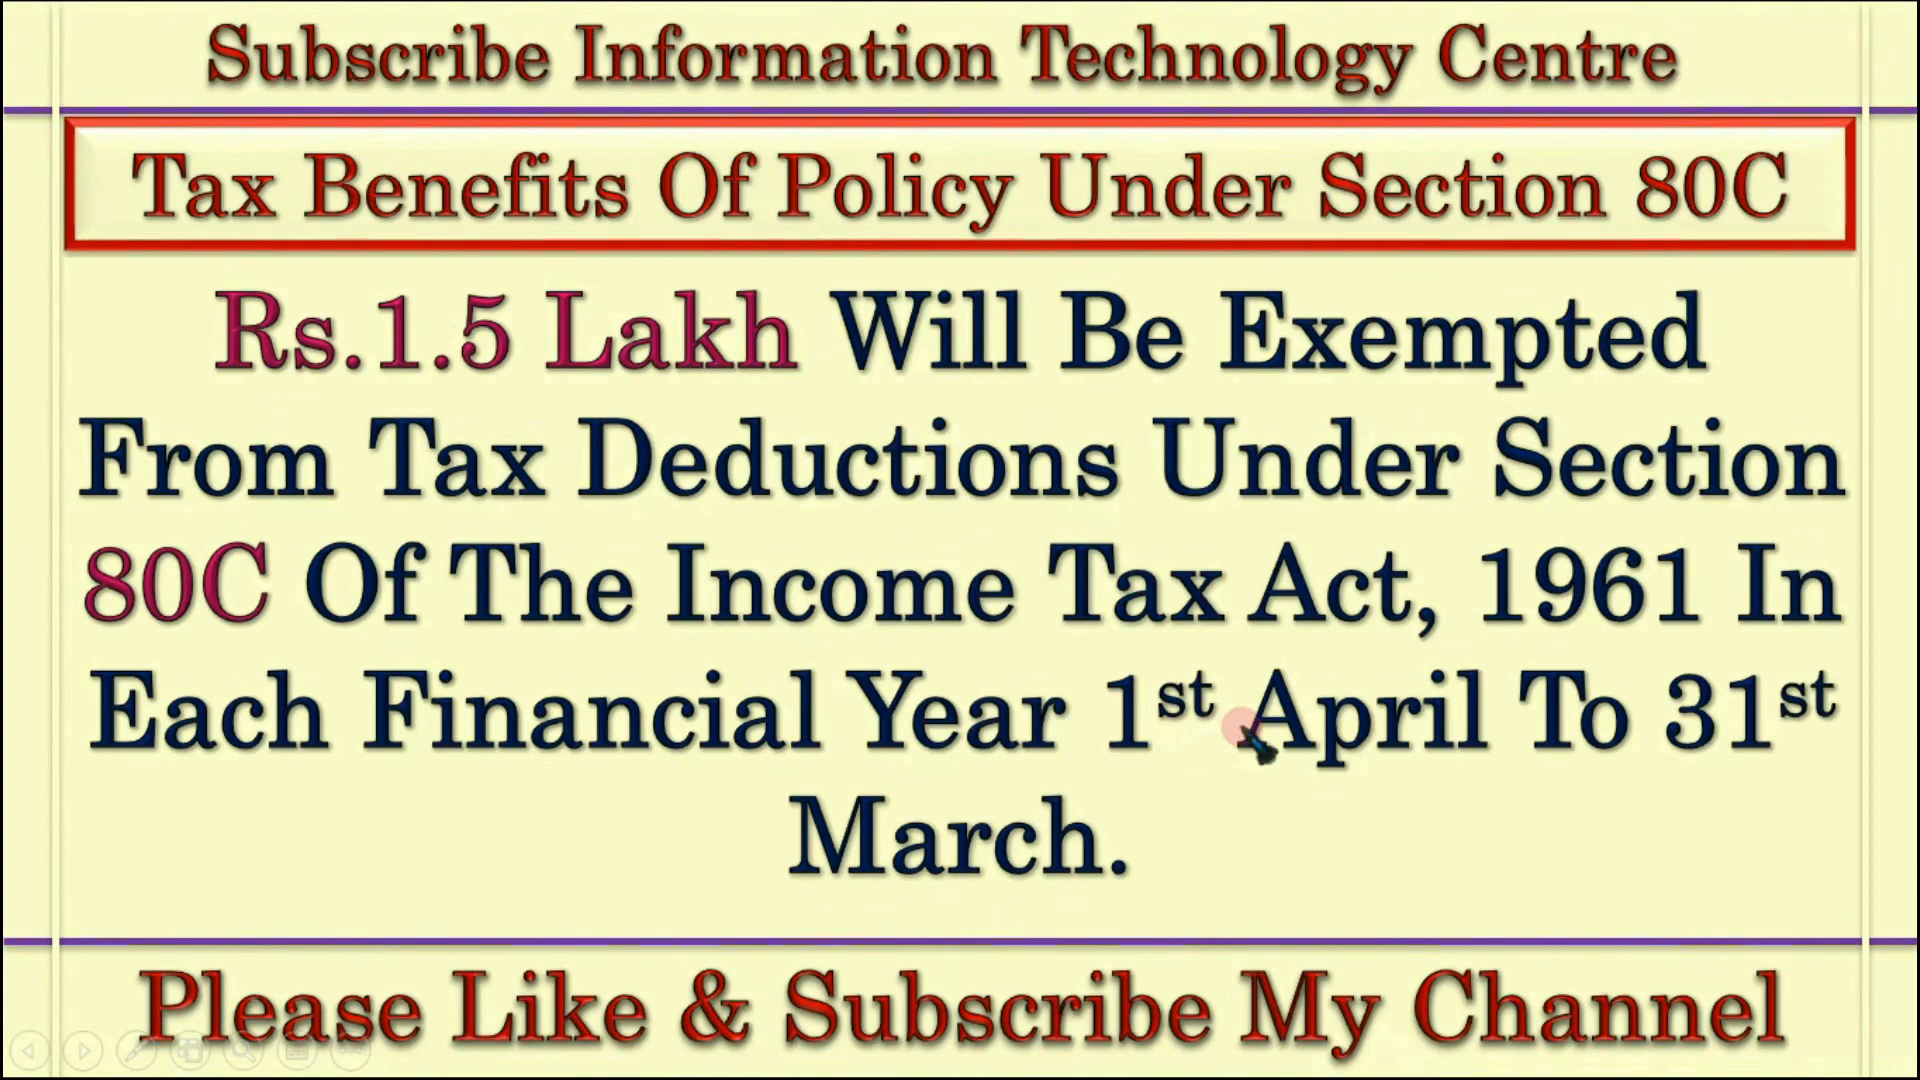 Subscribe Information Technology Centre
Tax Benefits Of Policy Under Section 80C
Rs.1.5 Lakh Will Be Exempted
From Tax Deductions Under Section
80C Of The Income Tax Act, 1961 In
Each Financial Year 1st April To 31st
March.
Please Like & Subscribe My Channel